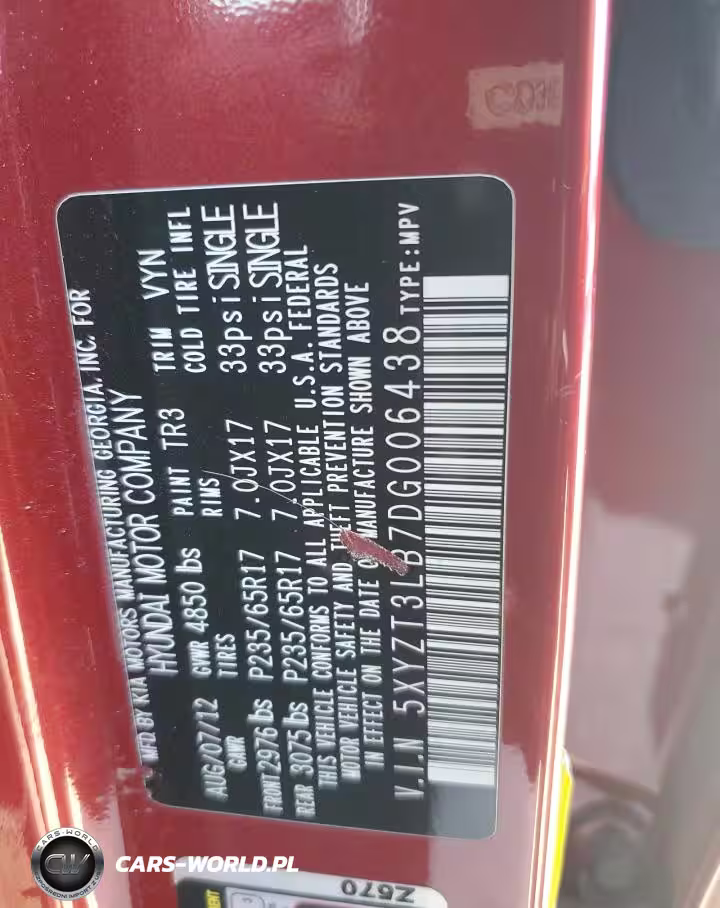 MFD BY KIA MOTORS MANUFACTURING GEORGIA, INC. FOR
HYUNDAI MOTOR COMPANY
AUG/07/12 GVWR 4850 lbs PAINT TR3 TRIM VYN
GAWR TIRES RIMS COLD TIRE INFL
FRONT 2976 lbs P235/65R17 7.0JX17 33psi SINGLE
REAR 3075 lbs P235/65R17 7.0JX17 33psi SINGLE
THIS VEHICLE CONFORMS TO ALL APPLICABLE U.S.A. FEDERAL
MOTOR VEHICLE SAFETY AND THEFT PREVENTION STANDARDS
IN EFFECT ON THE DATE OF MANUFACTURE SHOWN ABOVE
V.I.N 5XYZT3LB7DG006438 TYPE:MPV
Z670
CARS-WORLD
CW
CARS-WORLD.PL